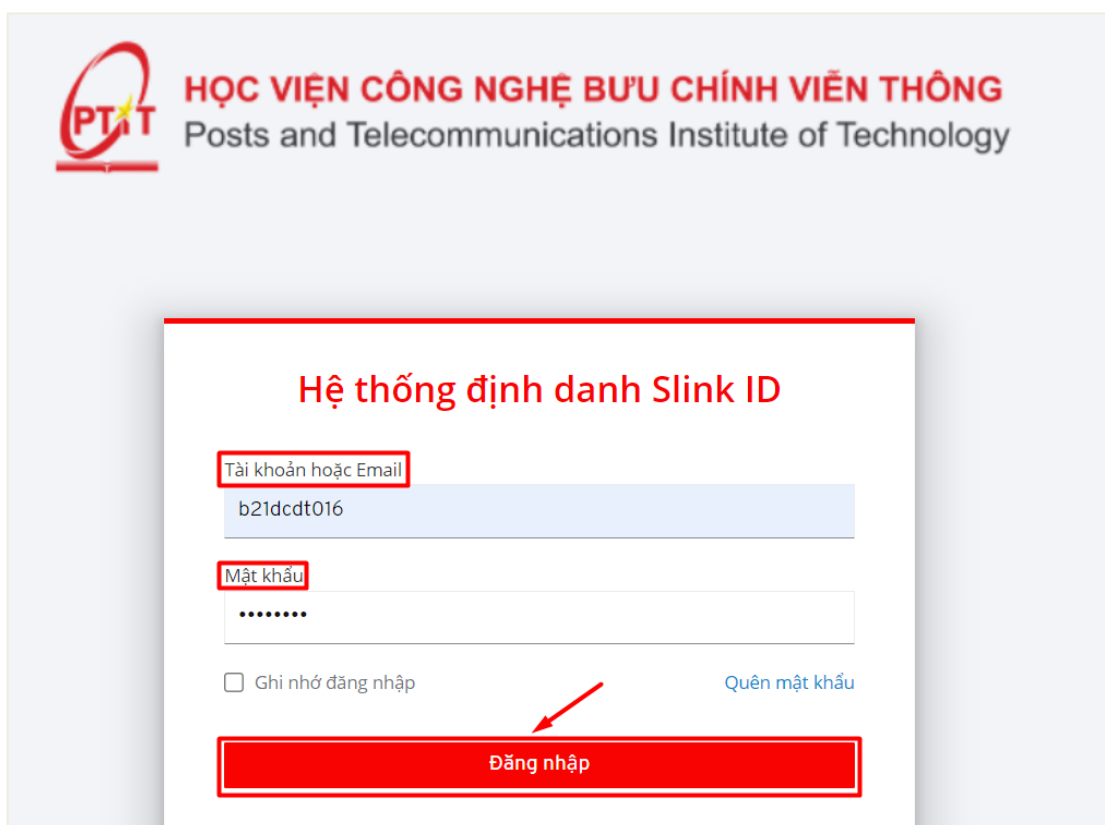 PTIT
HỌC VIỆN CÔNG NGHỆ BƯU CHÍNH VIỄN THÔNG
Posts and Telecommunications Institute of Technology
Hệ thống định danh Slink ID
Tài khoản hoặc Email
b21dcdt016
Mật khẩu
••••••••
Ghi nhớ đăng nhập
Quên mật khẩu
Đăng nhập